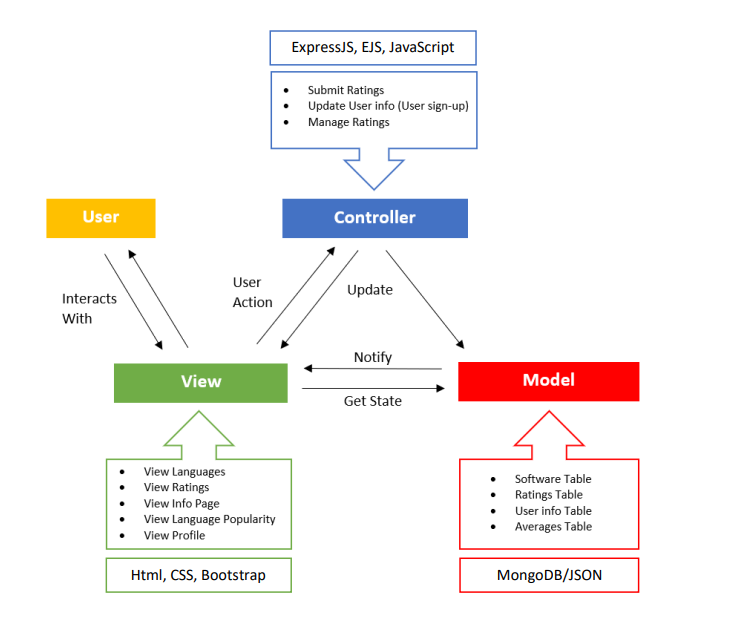 ExpressJS, EJS, JavaScript
• Submit Ratings
• Update User info (User sign-up)
• Manage Ratings
User
Controller
Interacts
With
User
Action
Update
View
Notify
Get State
Model
• View Languages
• View Ratings
• View Info Page
• View Language Popularity
• View Profile
Html, CSS, Bootstrap
• Software Table
• Ratings Table
• User info Table
• Averages Table
MongoDB/JSON